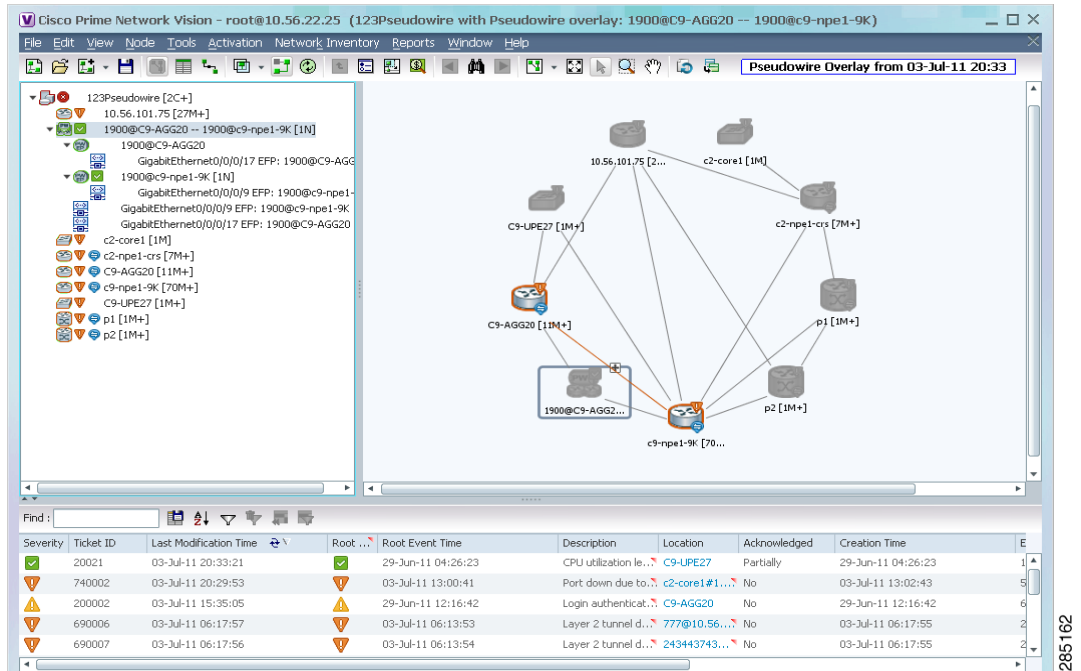 Cisco Prime Network Vision - root@10.56.22.25 (123Pseudowire with Pseudowire overlay: 1900@C9-AGG20 -- 1900@c9-npe1-9K)
File Edit View Node Tools Activation Network Inventory Reports Window Help
Pseudowire Overlay from 03-Jul-11 20:33
123Pseudowire [2C+]
10.56.101.75 [27M+]
1900@C9-AGG20 -- 1900@c9-npe1-9K [1N]
1900@C9-AGG20
GigabitEthernet0/0/0/17 EFP: 1900@C9-AGG
1900@c9-npe1-9K [1N]
GigabitEthernet0/0/0/9 EFP: 1900@c9-npe1-
GigabitEthernet0/0/0/9 EFP: 1900@c9-npe1-9K
GigabitEthernet0/0/0/17 EFP: 1900@C9-AGG20
c2-core1 [1M]
c2-npe1-crs [7M+]
C9-AGG20 [11M+]
c9-npe1-9K [70M+]
C9-UPE27 [1M+]
p1 [1M+]
p2 [1M+]
10.56.101.75 [2...
c2-core1 [1M]
C9-UPE27 [1M+]
c2-npe1-crs [7M+]
C9-AGG20 [11M+]
p1 [1M+]
1900@C9-AGG2...
p2 [1M+]
c9-npe1-9K [70...
Find :
Severity Ticket ID Last Modification Time Root ... Root Event Time Description Location Acknowledged Creation Time E
20021 03-Jul-11 20:33:21 29-Jun-11 04:26:23 CPU utilization le... C9-UPE27 Partially 29-Jun-11 04:26:23 1
740002 03-Jul-11 20:29:53 03-Jul-11 13:00:41 Port down due to... c2-core1#1... No 03-Jul-11 13:02:43 5
200002 03-Jul-11 15:35:05 29-Jun-11 12:16:42 Login authenticat... C9-AGG20 No 29-Jun-11 12:16:42 6
690006 03-Jul-11 06:17:57 03-Jul-11 06:13:53 Layer 2 tunnel d... 777@10.56... No 03-Jul-11 06:17:55 2
690007 03-Jul-11 06:17:56 03-Jul-11 06:13:54 Layer 2 tunnel d... 243443743... No 03-Jul-11 06:17:55 2
285162